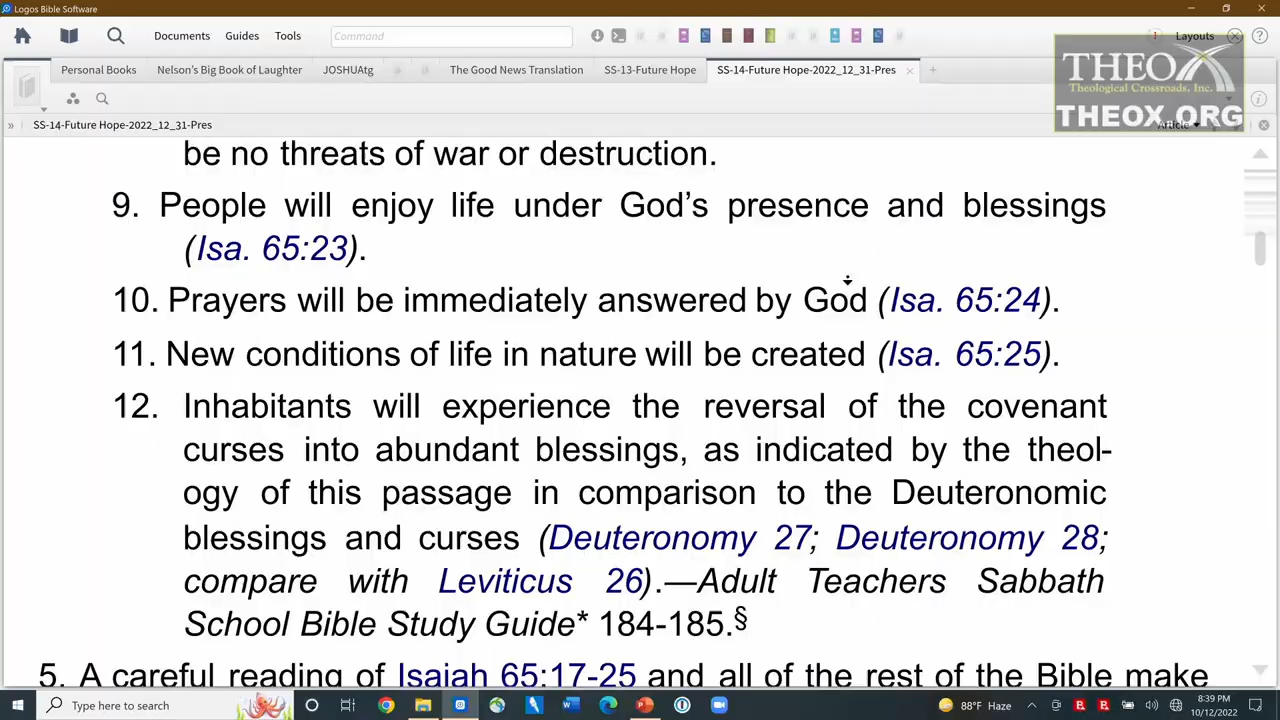 Logos Bible Software
Documents Guides Tools Command Layouts
Personal Books Nelson's Big Book of Laughter JOSHUAtg The Good News Translation SS-13-Future Hope SS-14-Future Hope-2022_12_31-Pres
THEOX
Theological Crossroads, Inc.
THEOX.ORG
SS-14-Future Hope-2022_12_31-Pres Article
be no threats of war or destruction.
9. People will enjoy life under God's presence and blessings
(Isa. 65:23).
10. Prayers will be immediately answered by God (Isa. 65:24).
11. New conditions of life in nature will be created (Isa. 65:25).
12. Inhabitants will experience the reversal of the covenant
curses into abundant blessings, as indicated by the theol-
ogy of this passage in comparison to the Deuteronomic
blessings and curses (Deuteronomy 27; Deuteronomy 28;
compare with Leviticus 26).—Adult Teachers Sabbath
School Bible Study Guide* 184-185.§
5. A careful reading of Isaiah 65:17-25 and all of the rest of the Bible make
Type here to search
88°F Haze
8:39 PM
10/12/2022